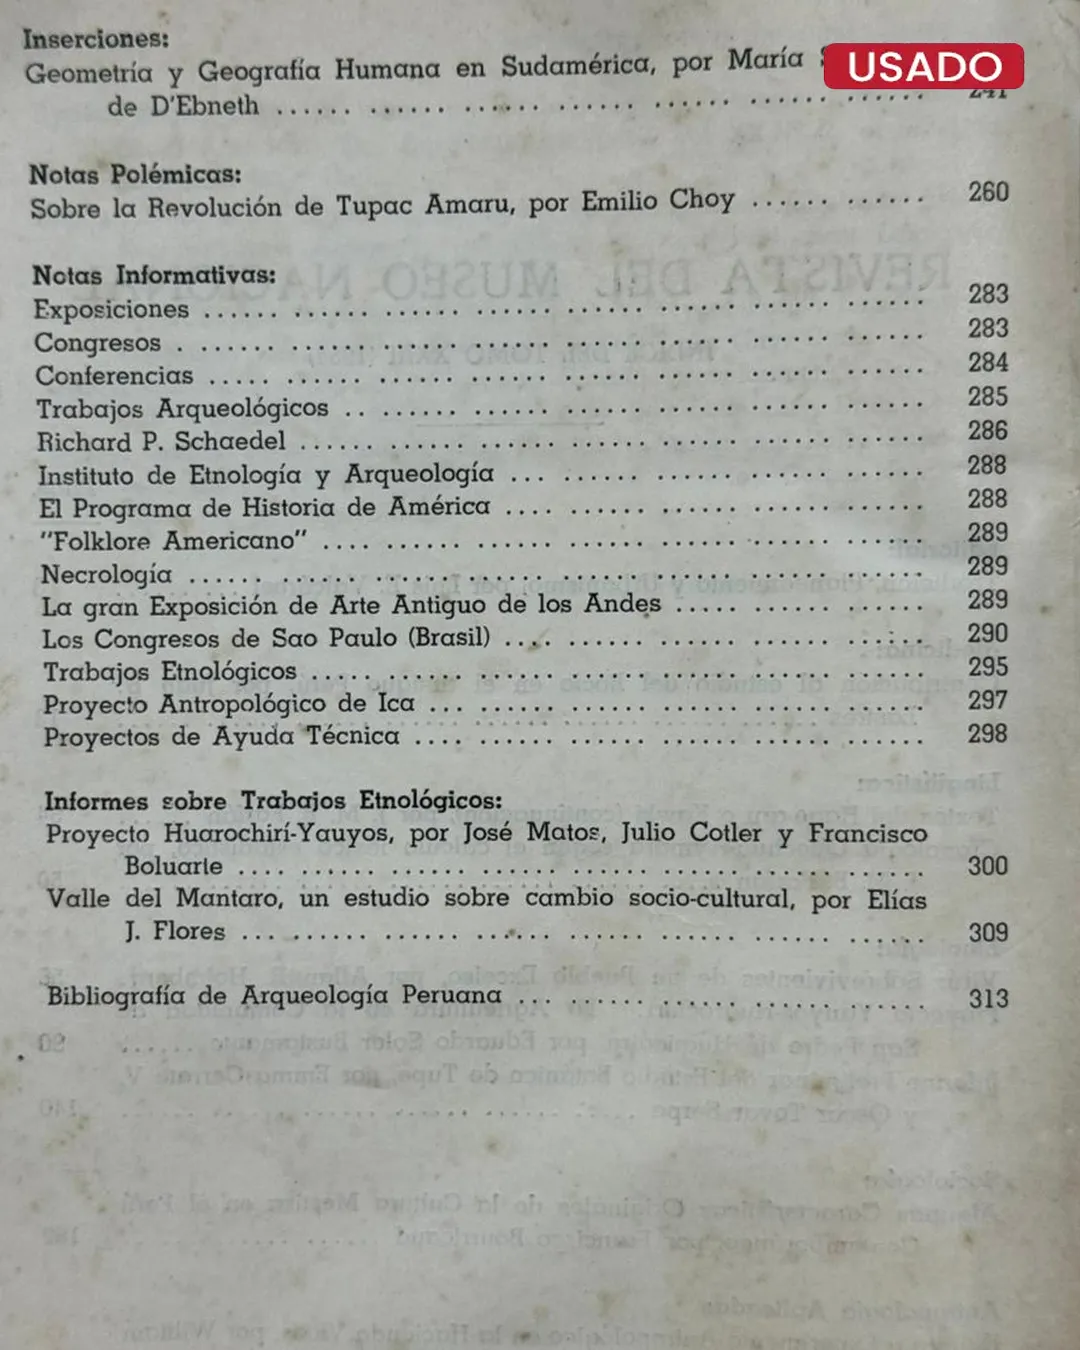 Inserciones:
Geometría y Geografía Humana en Sudamérica, por María
USADO
de D'Ebneth ...... ...... ...... ...... ...... ...... ...... 241
Notas Polémicas:
Sobre la Revolución de Tupac Amaru, por Emilio Choy ...... ...... 260
Notas Informativas:
Exposiciones ...... ...... ...... ...... ...... ...... ...... ...... 283
Congresos . ...... ...... ...... ...... ...... ...... ...... ...... 283
Conferencias ..... ...... ...... ...... ...... ...... ...... ...... 284
Trabajos Arqueológicos .. ...... ...... ...... ...... ...... ...... 285
Richard P. Schaedel ..... ...... ...... ...... ...... ...... ...... 286
Instituto de Etnología y Arqueología ... ...... ...... ...... ...... 288
El Programa de Historia de América .... ...... ...... ...... ...... 288
"Folklore Americano" .... ...... ...... ...... ...... ...... ...... 289
Necrología ...... ...... ...... ...... ...... ...... ...... ...... 289
La gran Exposición de Arte Antiguo de los Andes ..... ...... ...... 289
Los Congresos de Sao Paulo (Brasil) .... ...... ...... ...... ...... 290
Trabajos Etnológicos ..... ...... ...... ...... ...... ...... ...... 295
Proyecto Antropológico de Ica ... ...... ...... ...... ...... ...... 297
Proyectos de Ayuda Técnica .... ...... ...... ...... ...... ...... 298
Informes sobre Trabajos Etnológicos:
Proyecto Huarochirí-Yauyos, por José Matos, Julio Cotler y Francisco
Boluarte .... ...... ...... ...... ...... ...... ...... ...... 300
Valle del Mantaro, un estudio sobre cambio socio-cultural, por Elías
J. Flores ... ...... ...... ...... ...... ...... ...... ...... 309
Bibliografía de Arqueología Peruana ... ...... ...... ...... ...... 313